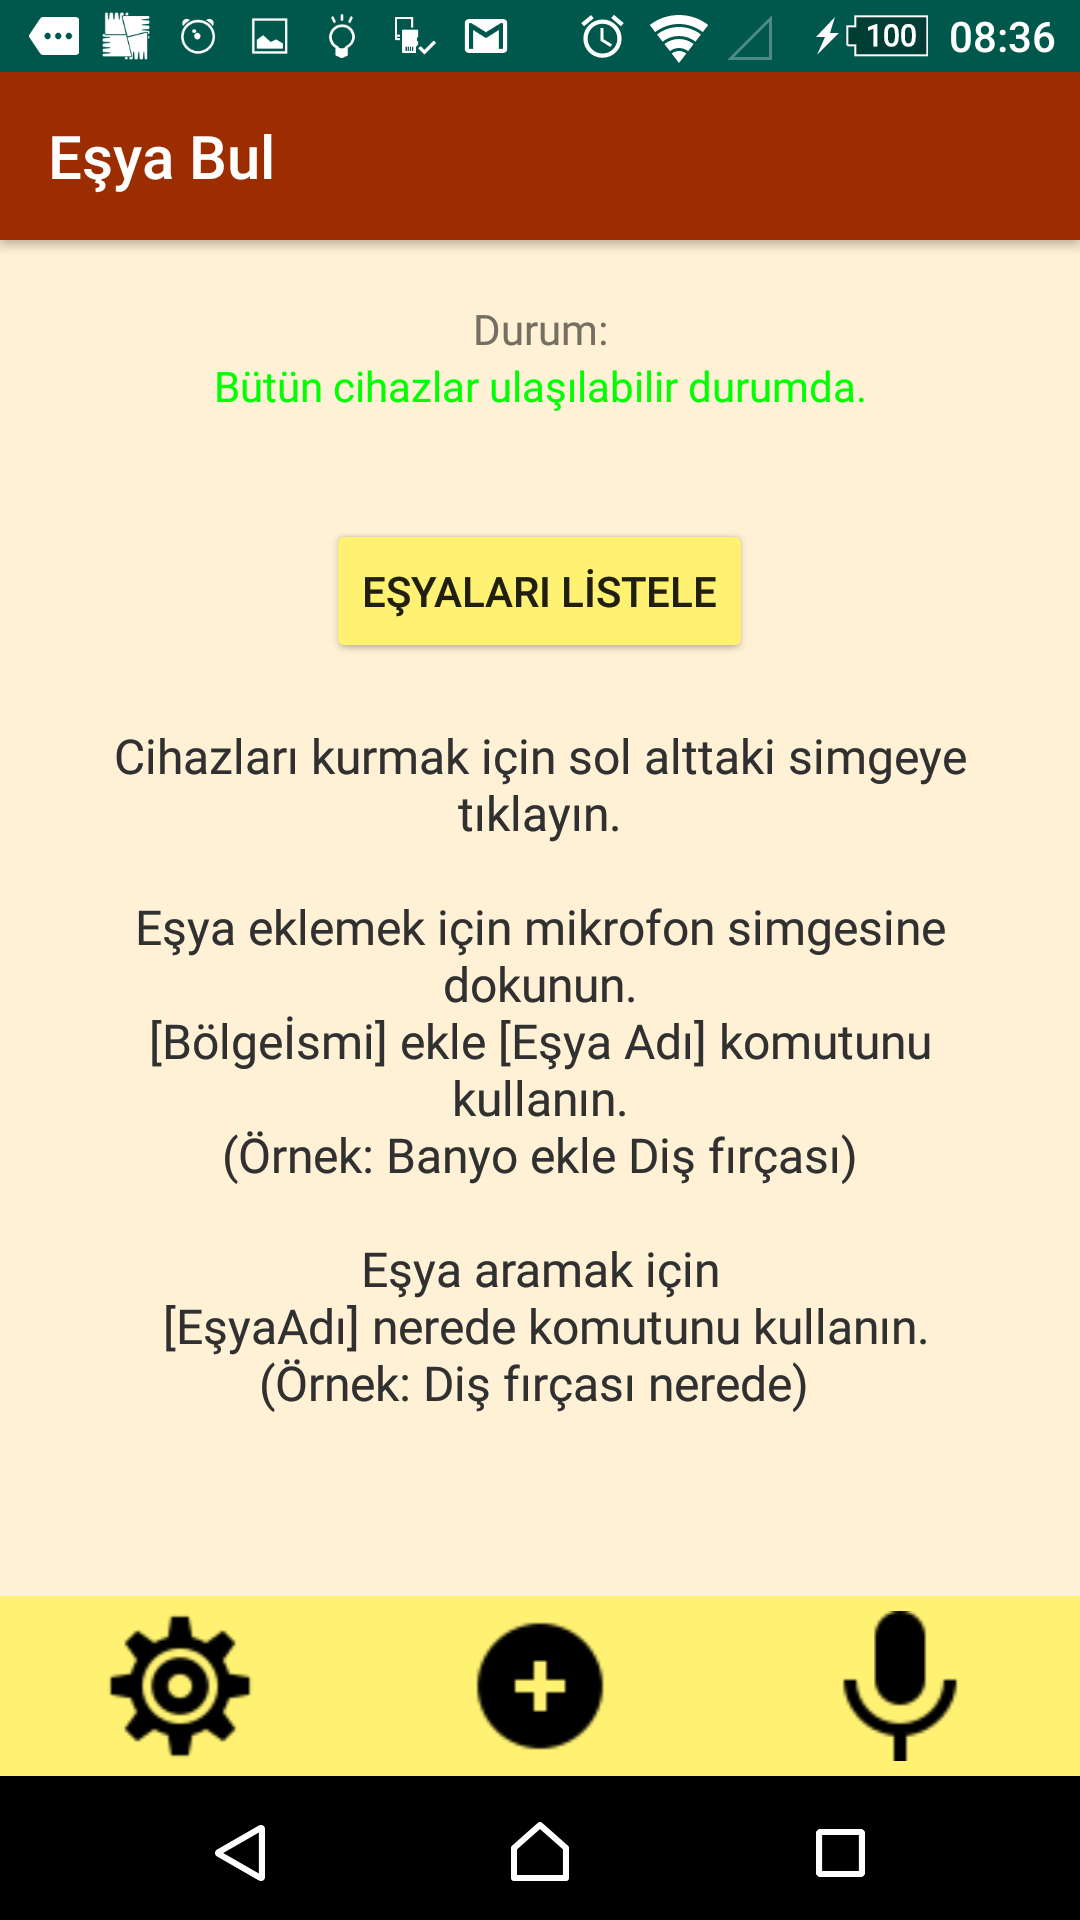 100 08:36
Eşya Bul
Durum:
Bütün cihazlar ulaşılabilir durumda.
EŞYALARI LİSTELE
Cihazları kurmak için sol alttaki simgeye
tıklayın.
Eşya eklemek için mikrofon simgesine
dokunun.
[Bölgeİsmi] ekle [Eşya Adı] komutunu
kullanın.
(Örnek: Banyo ekle Diş fırçası)
Eşya aramak için
[EşyaAdı] nerede komutunu kullanın.
(Örnek: Diş fırçası nerede)